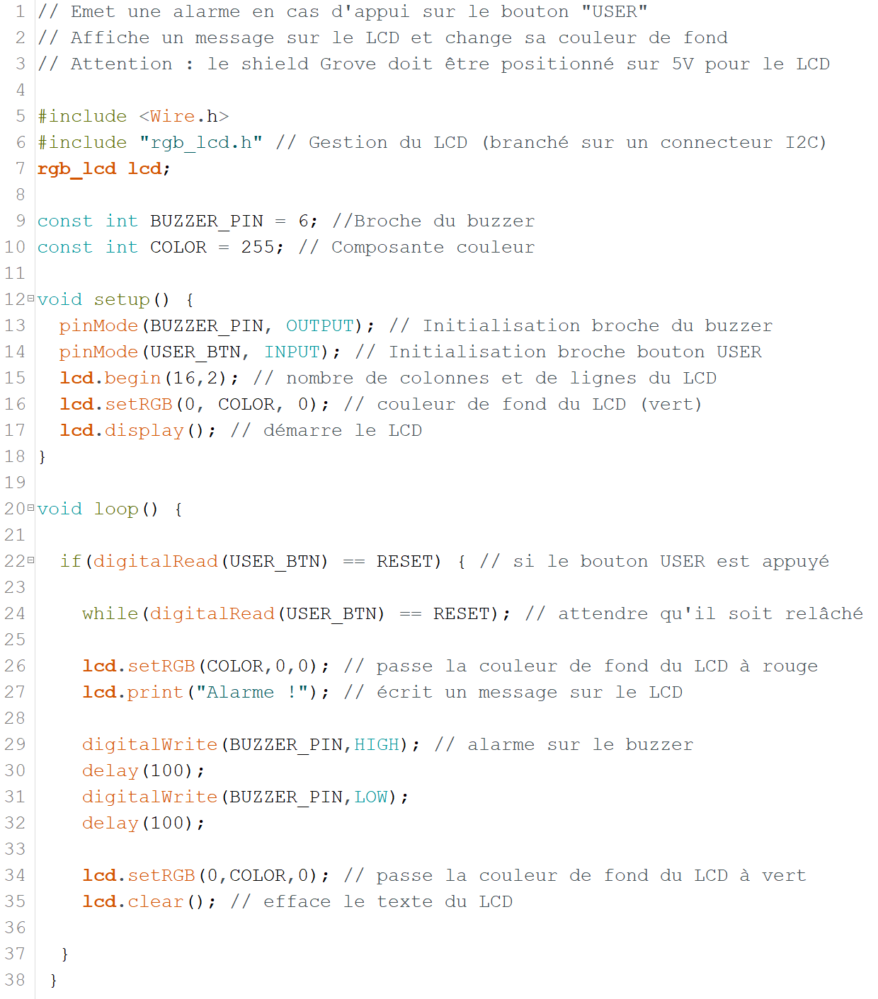 1 // Emet une alarme en cas d'appui sur le bouton "USER"
2 // Affiche un message sur le LCD et change sa couleur de fond
3 // Attention : le shield Grove doit être positionné sur 5V pour le LCD
4
5 #include <Wire.h>
6 #include "rgb_lcd.h" // Gestion du LCD (branché sur un connecteur I2C)
7 rgb_lcd lcd;
8
9 const int BUZZER_PIN = 6; //Broche du buzzer
10 const int COLOR = 255; // Composante couleur
11
12 void setup() {
13   pinMode(BUZZER_PIN, OUTPUT); // Initialisation broche du buzzer
14   pinMode(USER_BTN, INPUT); // Initialisation broche bouton USER
15   lcd.begin(16,2); // nombre de colonnes et de lignes du LCD
16   lcd.setRGB(0, COLOR, 0); // couleur de fond du LCD (vert)
17   lcd.display(); // démarre le LCD
18 }
19
20 void loop() {
21
22   if(digitalRead(USER_BTN) == RESET) { // si le bouton USER est appuyé
23
24     while(digitalRead(USER_BTN) == RESET); // attendre qu'il soit relâché
25
26     lcd.setRGB(COLOR,0,0); // passe la couleur de fond du LCD à rouge
27     lcd.print("Alarme !"); // écrit un message sur le LCD
28
29     digitalWrite(BUZZER_PIN,HIGH); // alarme sur le buzzer
30     delay(100);
31     digitalWrite(BUZZER_PIN,LOW);
32     delay(100);
33
34     lcd.setRGB(0,COLOR,0); // passe la couleur de fond du LCD à vert
35     lcd.clear(); // efface le texte du LCD
36
37   }
38  }